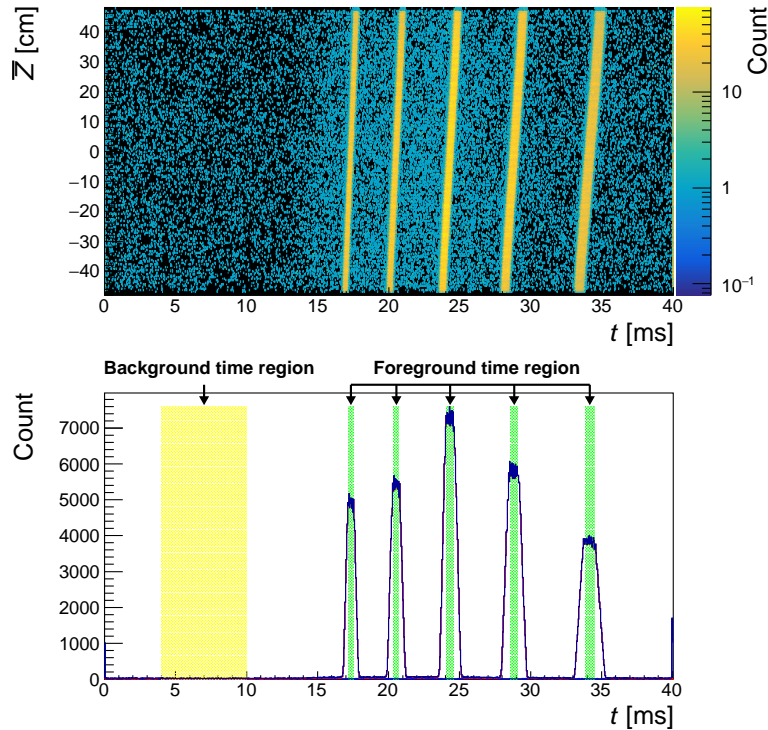 Z [cm]
40
30
20
10
0
−10
−20
−30
−40
0 5 10 15 20 25 30 35 40
t [ms]
Count
10
1
10⁻¹
Background time region
Foreground time region
Count
7000
6000
5000
4000
3000
2000
1000
0
0 5 10 15 20 25 30 35 40
t [ms]